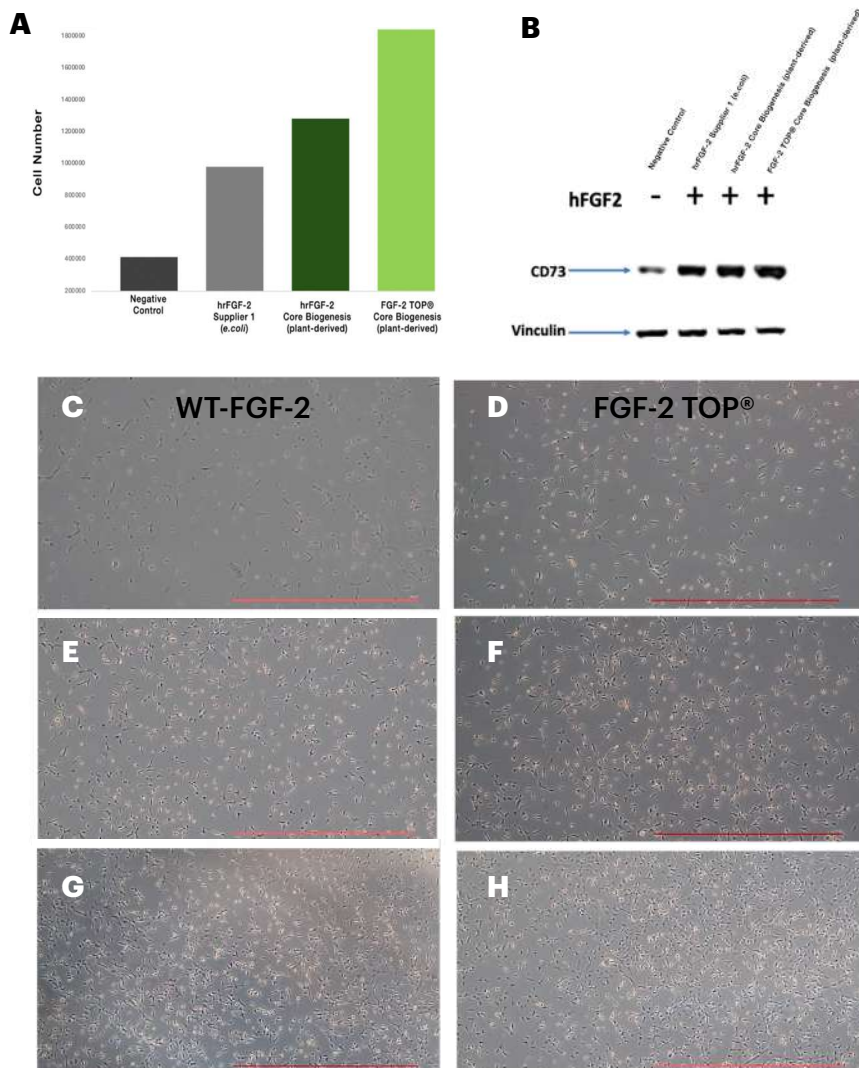 A
Cell Number
1800000
1600000
1400000
1200000
1000000
800000
600000
400000
200000
Negative
Control
hrFGF-2
Supplier 1
(e.coli)
hrFGF-2
Core Biogenesis
(plant-derived)
FGF-2 TOP®
Core Biogenesis
(plant-derived)
B
Negative Control
hrFGF-2 Supplier 1 (e.coli)
hrFGF-2 Core Biogenesis (plant-derived)
FGF-2 TOP® Core Biogenesis (plant-derived)
hFGF2 - + + +
CD73
Vinculin
C WT-FGF-2
D FGF-2 TOP®
E
F
G
H